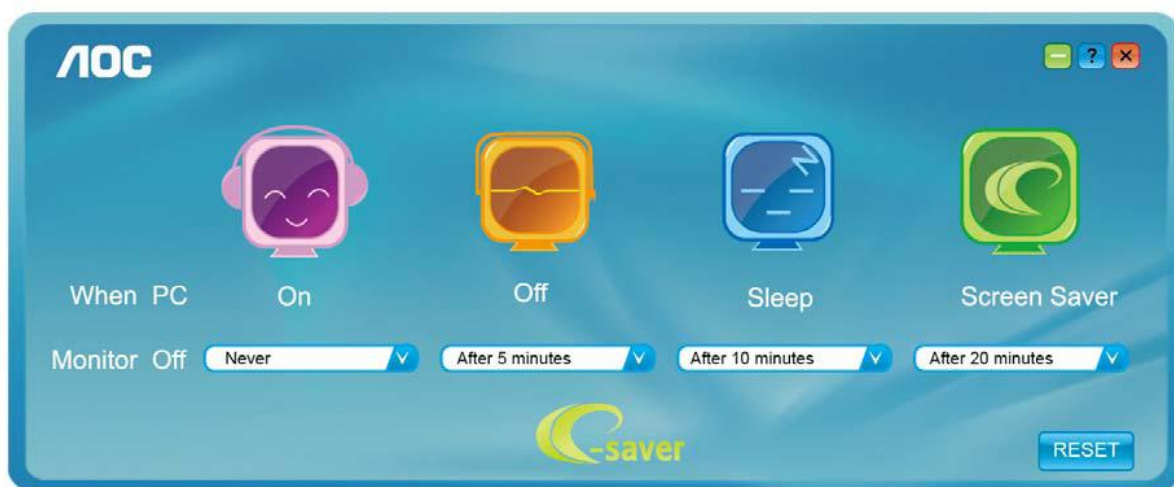 AOC
?
When PC On Off Sleep Screen Saver
Monitor Off Never After 5 minutes After 10 minutes After 20 minutes
e-saver
RESET